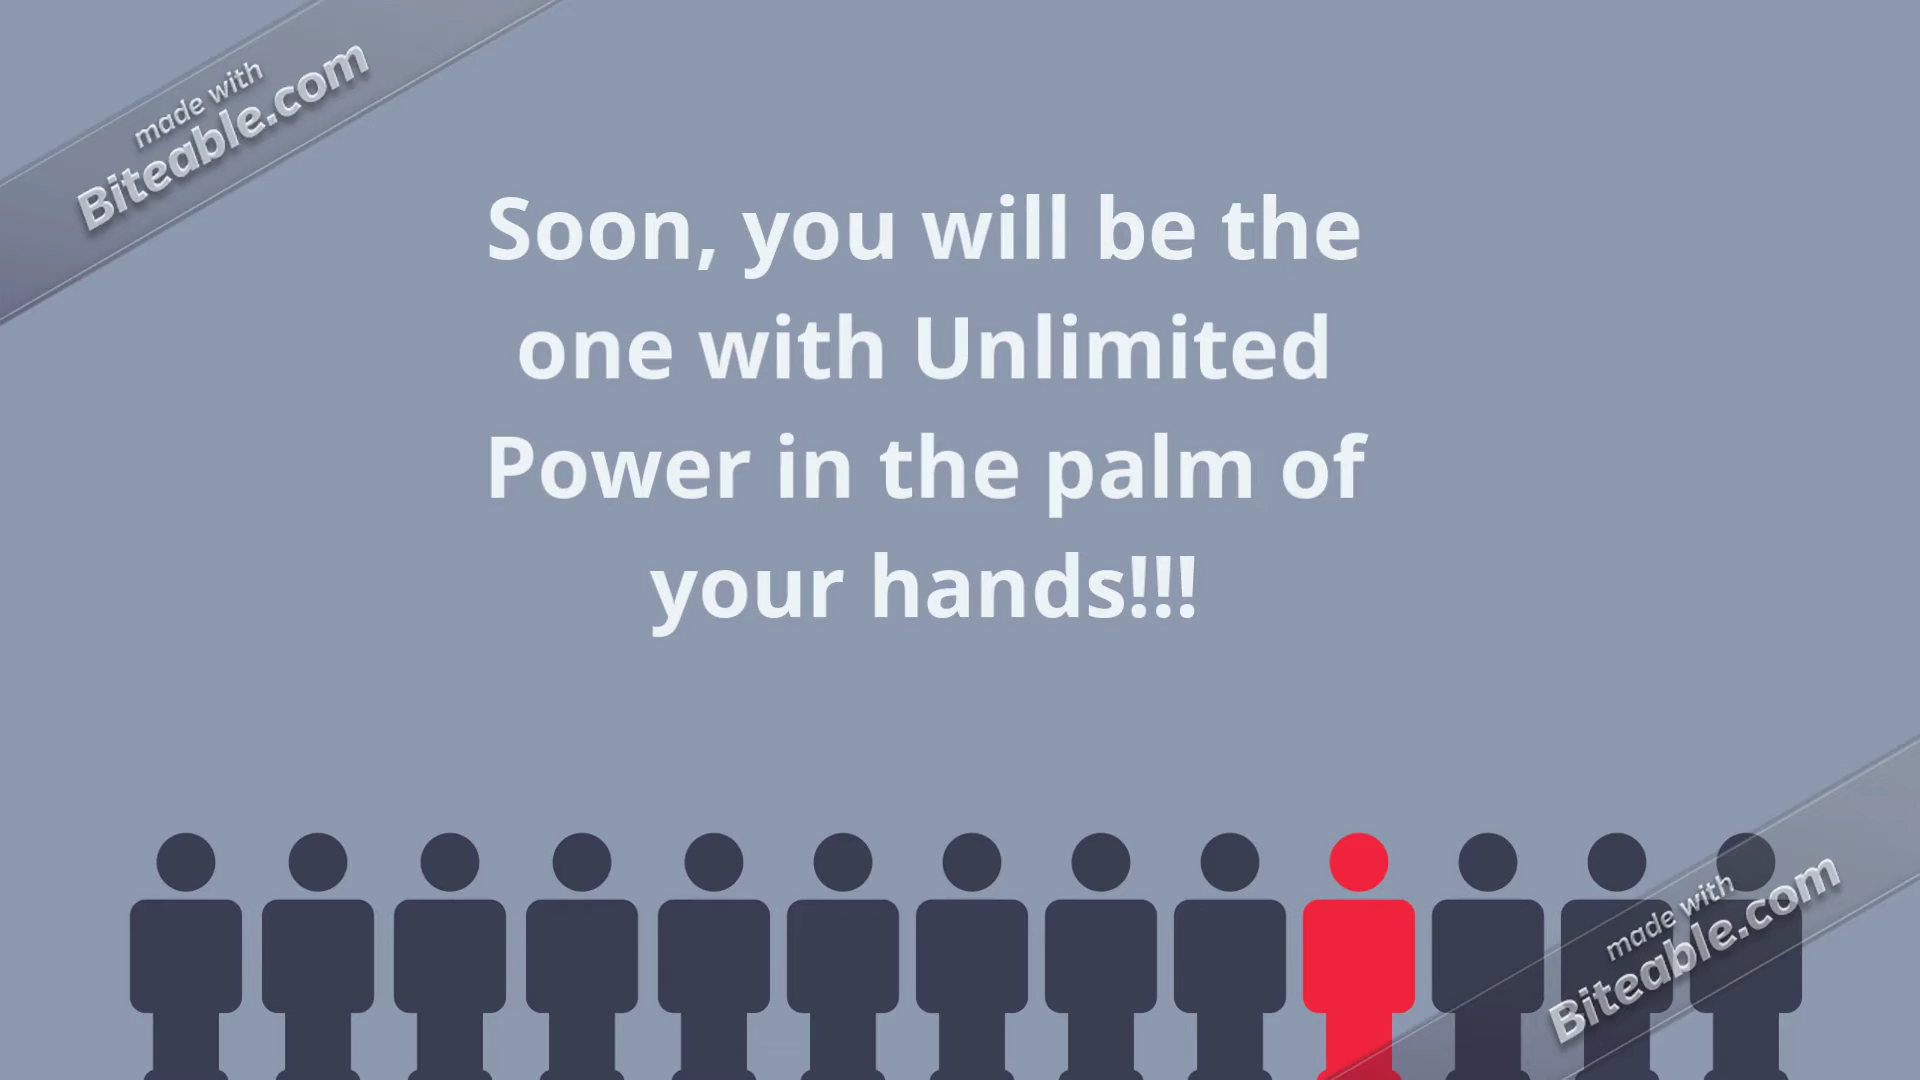 made with
Biteable.com
Soon, you will be the
one with Unlimited
Power in the palm of
your hands!!!
made with
Biteable.com